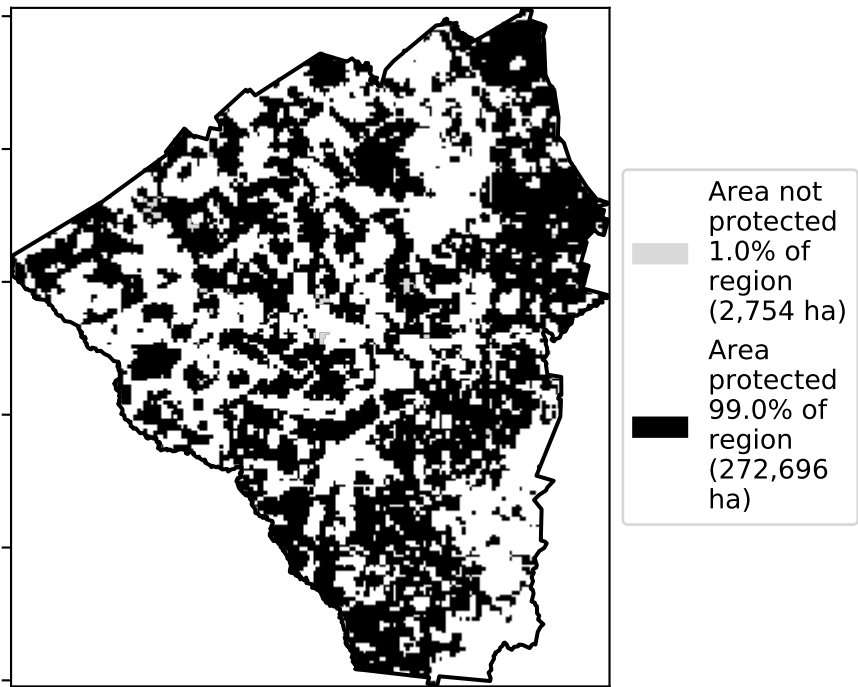 Area not
protected
1.0% of
region
(2,754 ha)
Area
protected
99.0% of
region
(272,696
ha)